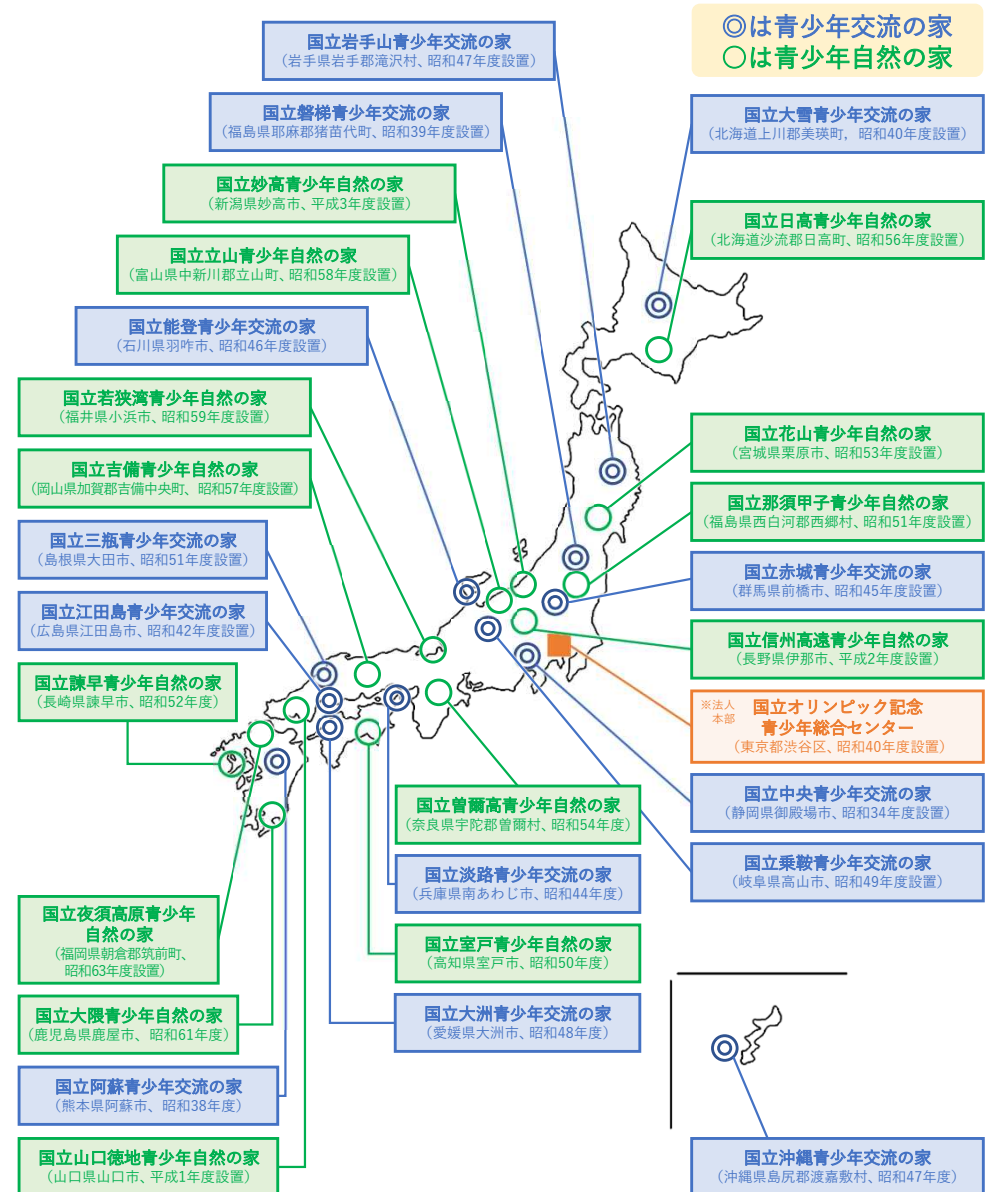 ◎は青少年交流の家
○は青少年自然の家
国立岩手山青少年交流の家
（岩手県岩手郡滝沢村、昭和47年度設置）
国立磐梯青少年交流の家
（福島県耶麻郡猪苗代町、昭和39年度設置）
国立妙高青少年自然の家
（新潟県妙高市、平成3年度設置）
国立立山青少年自然の家
（富山県中新川郡立山町、昭和58年度設置）
国立能登青少年交流の家
（石川県羽咋市、昭和46年度設置）
国立若狭湾青少年自然の家
（福井県小浜市、昭和59年度設置）
国立吉備青少年自然の家
（岡山県加賀郡吉備中央町、昭和57年度設置）
国立三瓶青少年交流の家
（島根県大田市、昭和51年度設置）
国立江田島青少年交流の家
（広島県江田島市、昭和42年度設置）
国立諫早青少年自然の家
（長崎県諫早市、昭和52年度）
国立夜須高原青少年
自然の家
（福岡県朝倉郡筑前町、
昭和63年度設置）
国立大隅青少年自然の家
（鹿児島県鹿屋市、昭和61年度）
国立阿蘇青少年交流の家
（熊本県阿蘇市、昭和38年度）
国立山口徳地青少年自然の家
（山口県山口市、平成1年度設置）
国立曽爾高青少年自然の家
（奈良県宇陀郡曽爾村、昭和54年度）
国立淡路青少年交流の家
（兵庫県南あわじ市、昭和44年度）
国立室戸青少年自然の家
（高知県室戸市、昭和50年度）
国立大洲青少年交流の家
（愛媛県大洲市、昭和48年度）
国立大雪青少年交流の家
（北海道上川郡美瑛町，昭和40年度設置）
国立日高青少年自然の家
（北海道沙流郡日高町、昭和56年度設置）
国立花山青少年自然の家
（宮城県栗原市、昭和53年度設置）
国立那須甲子青少年自然の家
（福島県西白河郡西郷村、昭和51年度設置）
国立赤城青少年交流の家
（群馬県前橋市、昭和45年度設置）
国立信州高遠青少年自然の家
（長野県伊那市、平成2年度設置）
※法人
本部
国立オリンピック記念
青少年総合センター
（東京都渋谷区、昭和40年度設置）
国立中央青少年交流の家
（静岡県御殿場市、昭和34年度設置）
国立乗鞍青少年交流の家
（岐阜県高山市、昭和49年度設置）
国立沖縄青少年交流の家
（沖縄県島尻郡渡嘉敷村、昭和47年度）